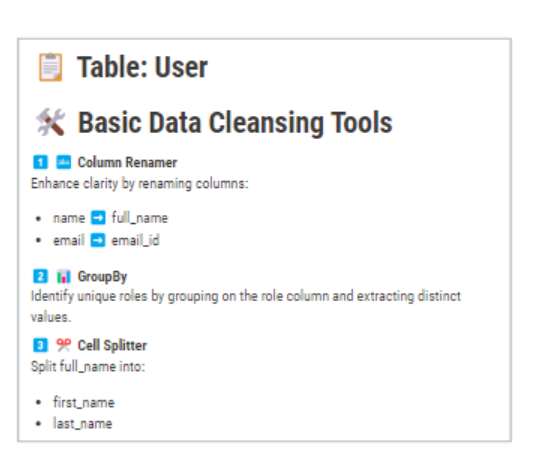 📋 Table: User
🛠️ Basic Data Cleansing Tools
1️⃣ 🔤 Column Renamer
Enhance clarity by renaming columns:
• name ➡️ full_name
• email ➡️ email_id
2️⃣ 📊 GroupBy
Identify unique roles by grouping on the role column and extracting distinct
values.
3️⃣ ✂️ Cell Splitter
Split full_name into:
• first_name
• last_name